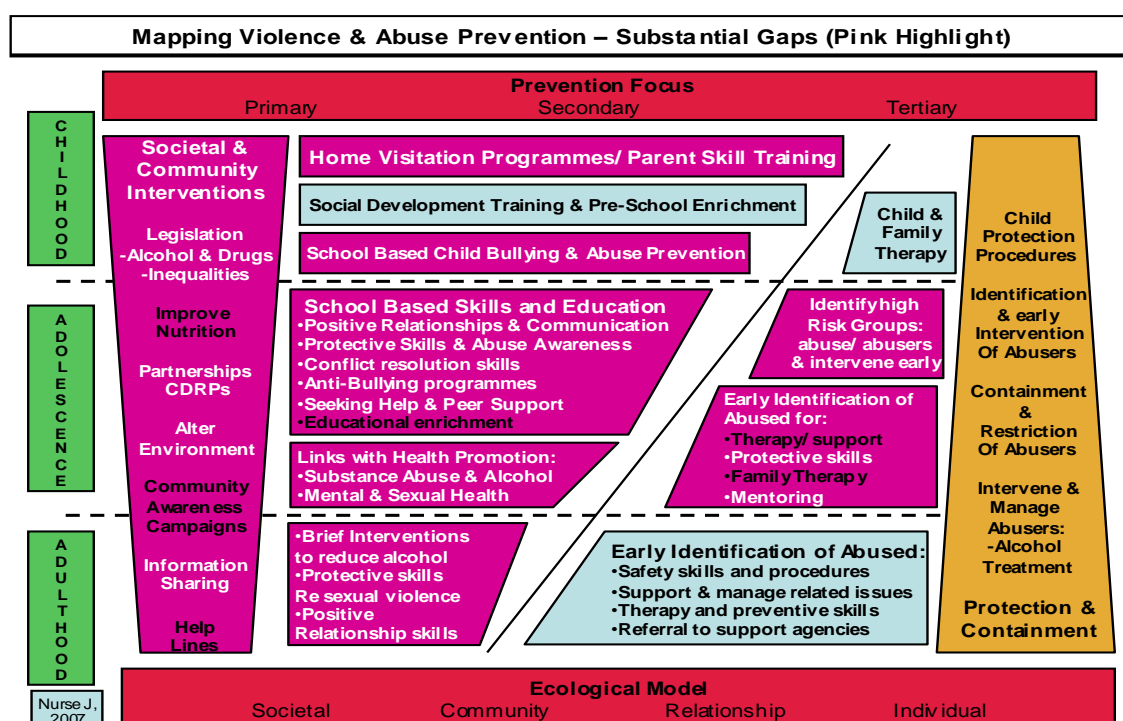 Mapping Violence & Abuse Prevention – Substantial Gaps (Pink Highlight)
Prevention Focus
Primary Secondary Tertiary
CHILDHOOD
Societal &
Community
Interventions
Legislation
-Alcohol & Drugs
-Inequalities
Improve
Nutrition
Partnerships
CDRPs
Alter
Environment
Community
Awareness
Campaigns
Information
Sharing
Help
Lines
Home Visitation Programmes/ Parent Skill Training
Social Development Training & Pre-School Enrichment
School Based Child Bullying & Abuse Prevention
Child &
Family
Therapy
Child
Protection
Procedures
Identification
& early
Intervention
Of Abusers
Containment
&
Restriction
Of Abusers
Intervene &
Manage
Abusers:
-Alcohol
Treatment
Protection &
Containment
ADOLESCENCE
School Based Skills and Education
•Positive Relationships & Communication
•Protective Skills & Abuse Awareness
•Conflict resolution skills
•Anti-Bullying programmes
•Seeking Help & Peer Support
•Educational enrichment
Links with Health Promotion:
•Substance Abuse & Alcohol
•Mental & Sexual Health
Identify high
Risk Groups:
abuse/ abusers
& intervene early
Early Identification of
Abused for:
•Therapy/ support
•Protective skills
•Family Therapy
•Mentoring
ADULTHOOD
•Brief Interventions
to reduce alcohol
•Protective skills
Re sexual violence
•Positive
Relationship skills
Early Identification of Abused:
•Safety skills and procedures
•Support & manage related issues
•Therapy and preventive skills
•Referral to support agencies
Nurse J,
2007
Ecological Model
Societal Community Relationship Individual